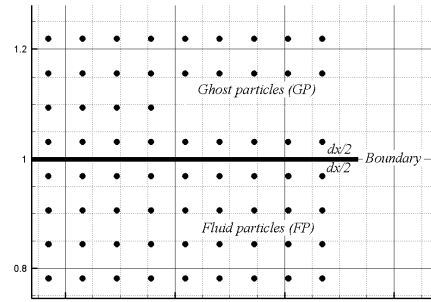 1.2
Ghost particles (GP)
dx/2
1
Boundary
dx/2
Fluid particles (FP)
0.8